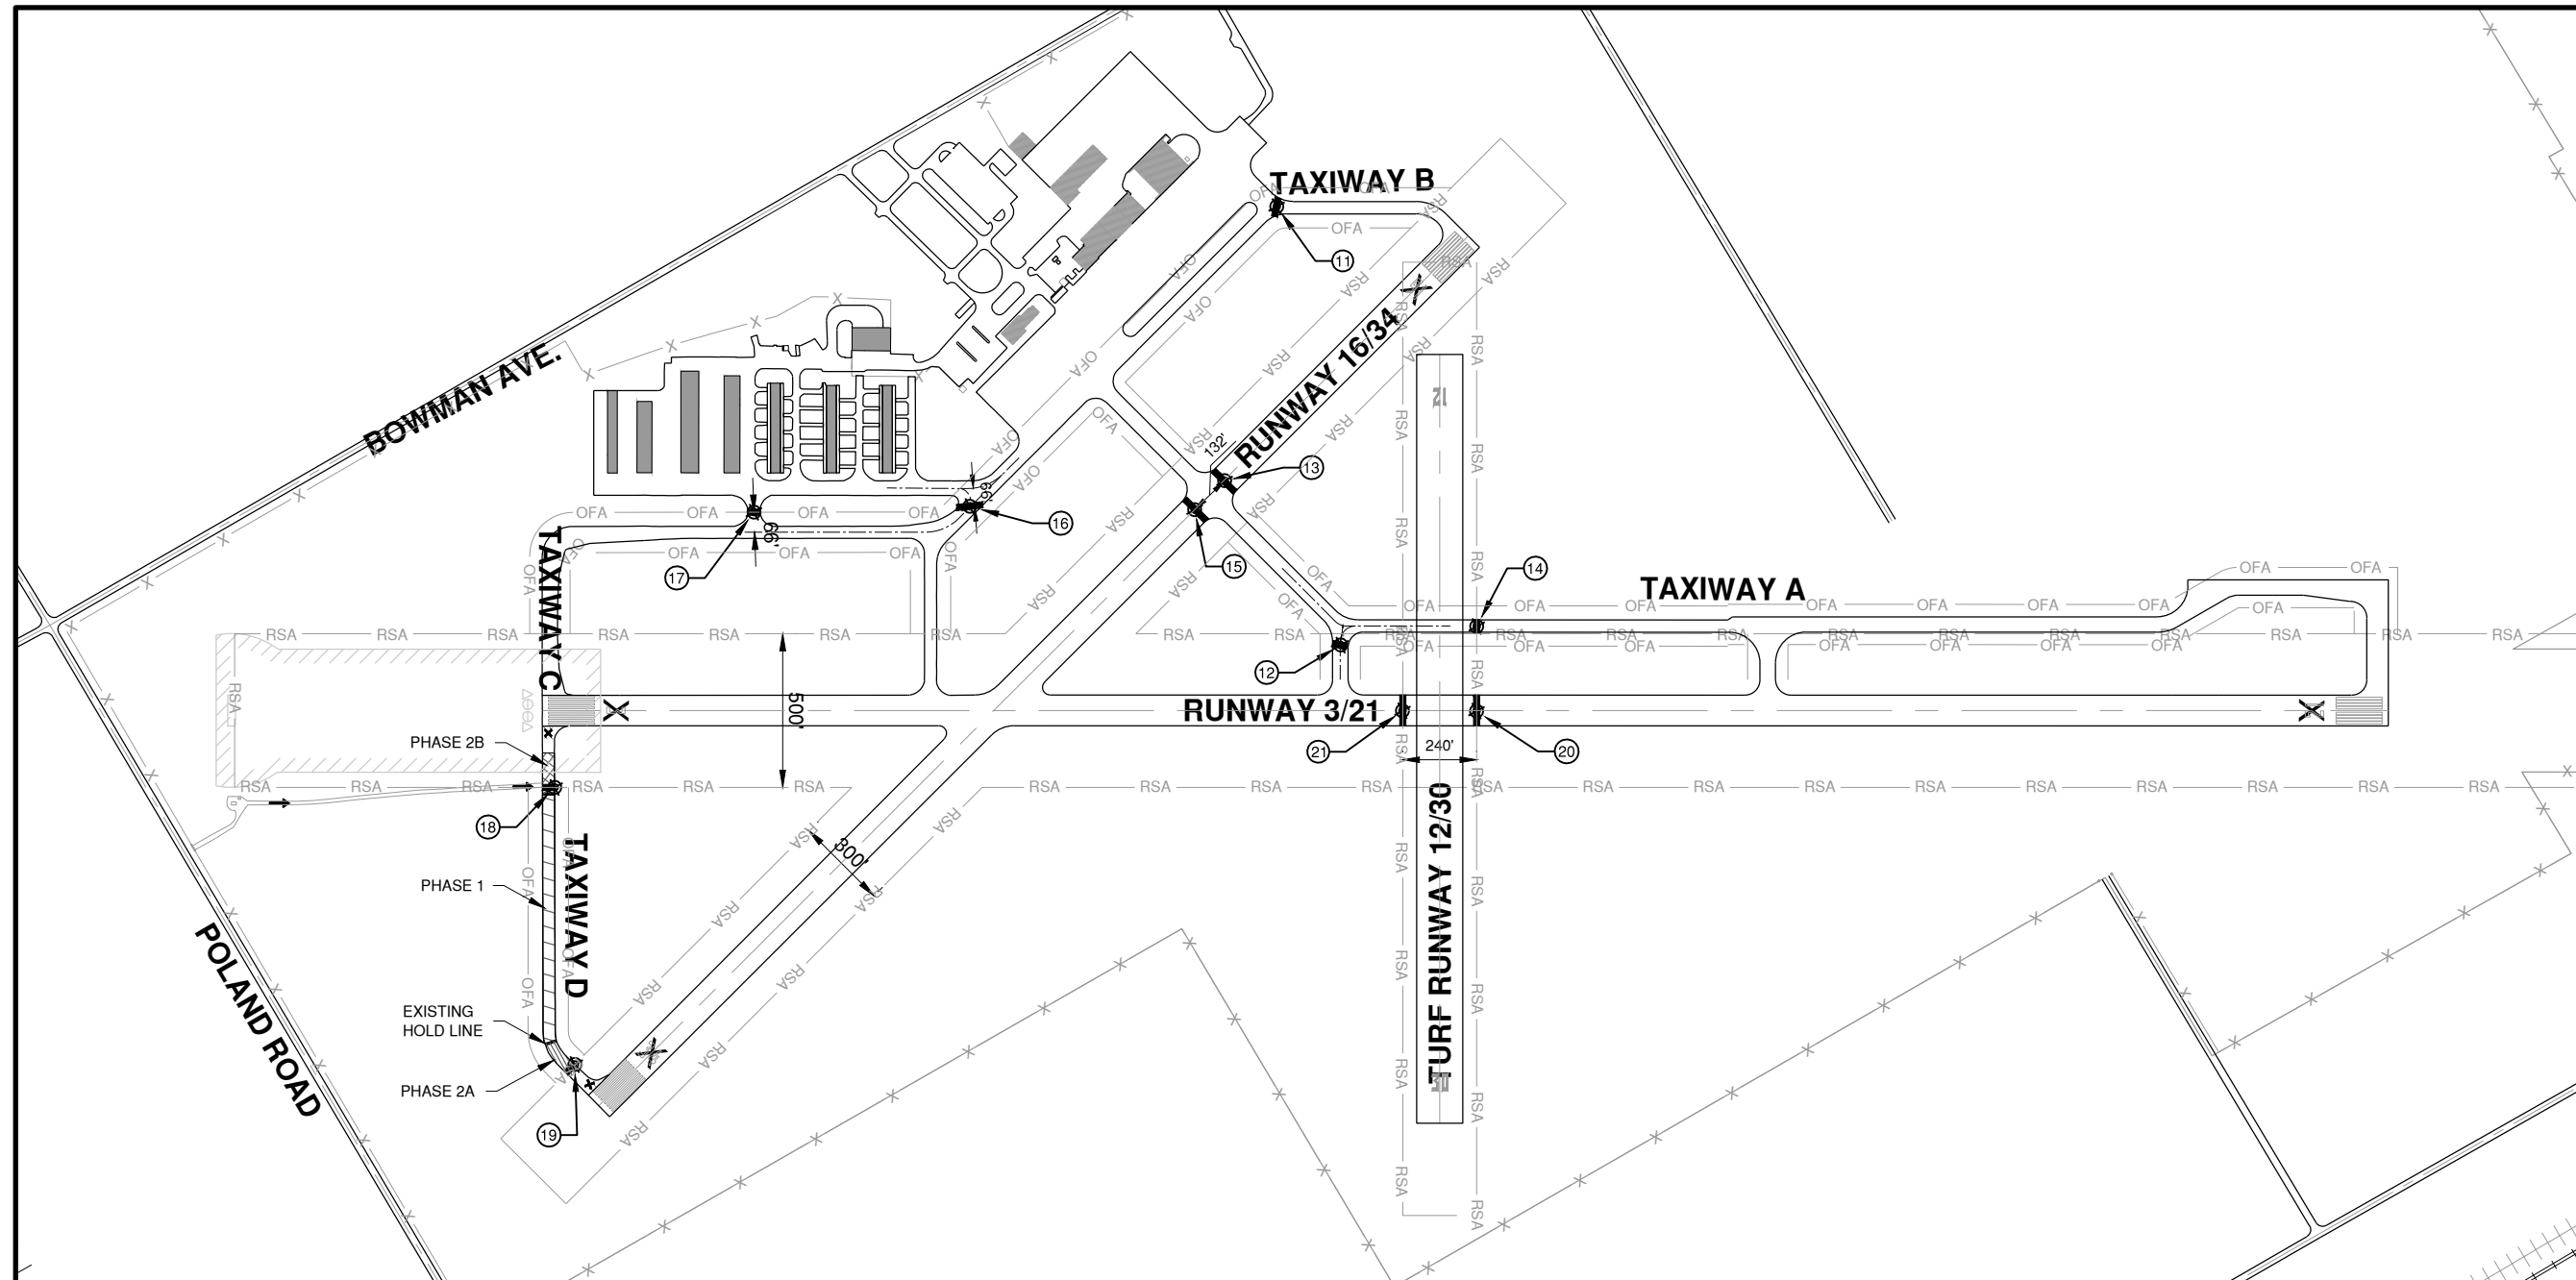 TAXIWAY B
11
RUNWAY 16/34
132'
13
BOWMAN AVE.
12
66'
16
66'
17
15
14
TAXIWAY A
TAXIWAY C
12
500'
RUNWAY 3/21
21
20
240'
PHASE 2B
18
TAXIWAY D
300'
PHASE 1
TURF RUNWAY 12/30
POLAND ROAD
EXISTING
HOLD LINE
PHASE 2A
19
OFA
RSA
X